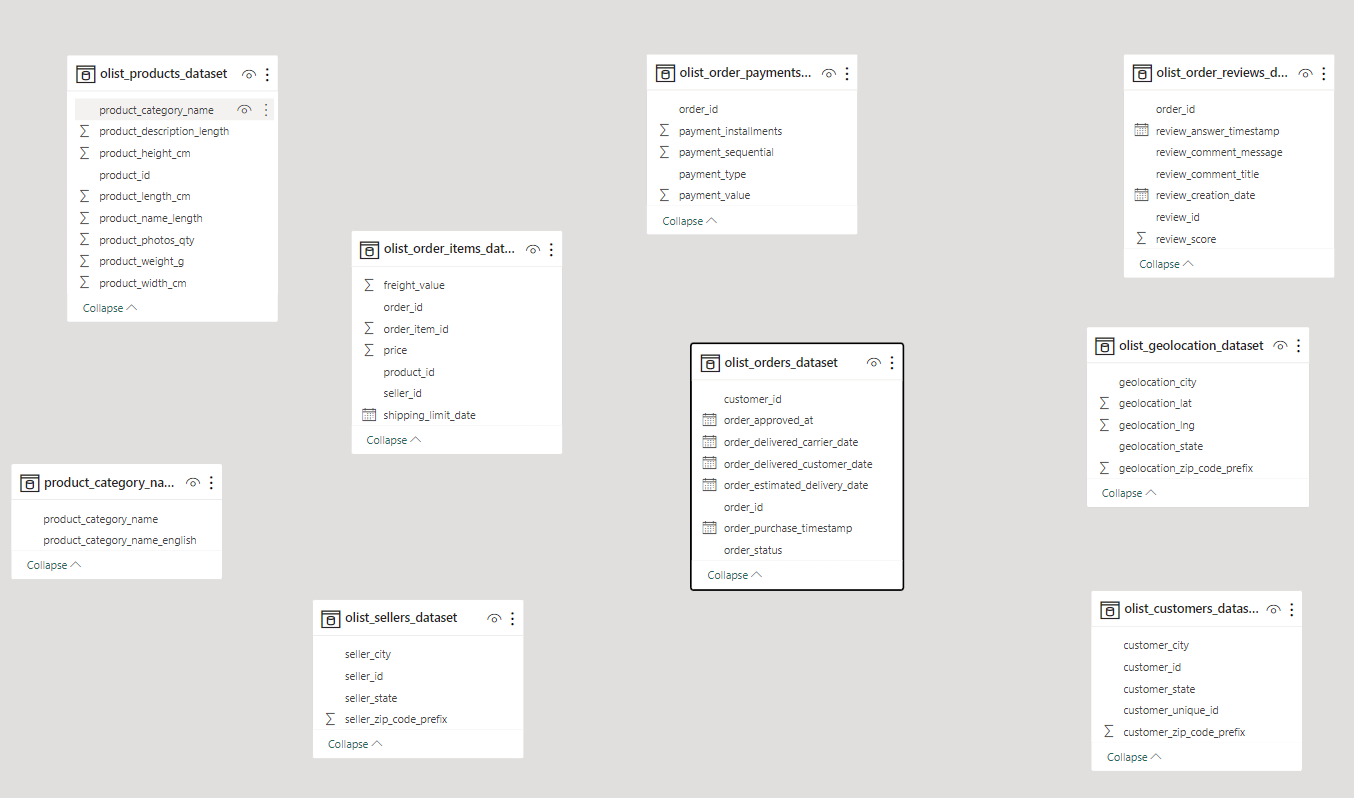 olist_products_dataset
product_category_name
product_description_length
product_height_cm
product_id
product_length_cm
product_name_length
product_photos_qty
product_weight_g
product_width_cm
Collapse
olist_order_items_dat...
freight_value
order_id
order_item_id
price
product_id
seller_id
shipping_limit_date
Collapse
olist_order_payments...
order_id
payment_installments
payment_sequential
payment_type
payment_value
Collapse
olist_order_reviews_d...
order_id
review_answer_timestamp
review_comment_message
review_comment_title
review_creation_date
review_id
review_score
Collapse
olist_orders_dataset
customer_id
order_approved_at
order_delivered_carrier_date
order_delivered_customer_date
order_estimated_delivery_date
order_id
order_purchase_timestamp
order_status
Collapse
olist_geolocation_dataset
geolocation_city
geolocation_lat
geolocation_lng
geolocation_state
geolocation_zip_code_prefix
Collapse
product_category_na...
product_category_name
product_category_name_english
Collapse
olist_sellers_dataset
seller_city
seller_id
seller_state
seller_zip_code_prefix
Collapse
olist_customers_datas...
customer_city
customer_id
customer_state
customer_unique_id
customer_zip_code_prefix
Collapse